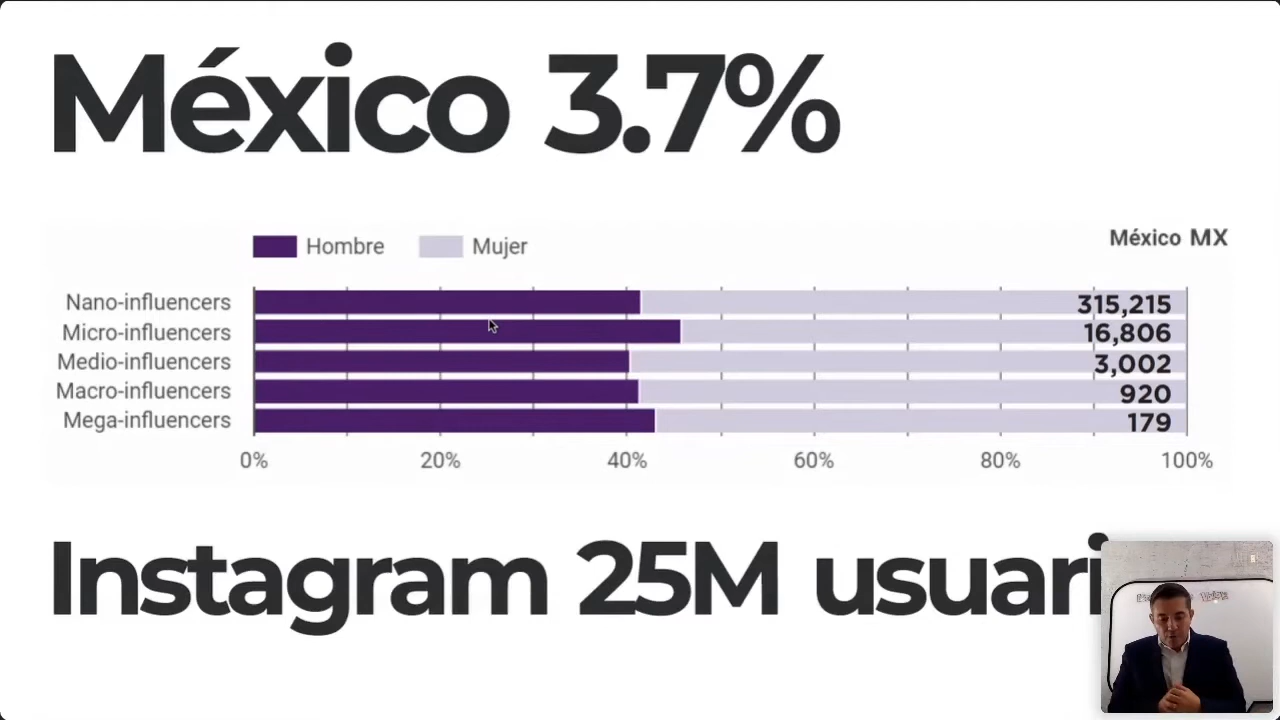 México 3.7%
Hombre Mujer
México MX
Nano-influencers 315,215
Micro-influencers 16,806
Medio-influencers 3,002
Macro-influencers 920
Mega-influencers 179
0% 20% 40% 60% 80% 100%
Instagram 25M usuari